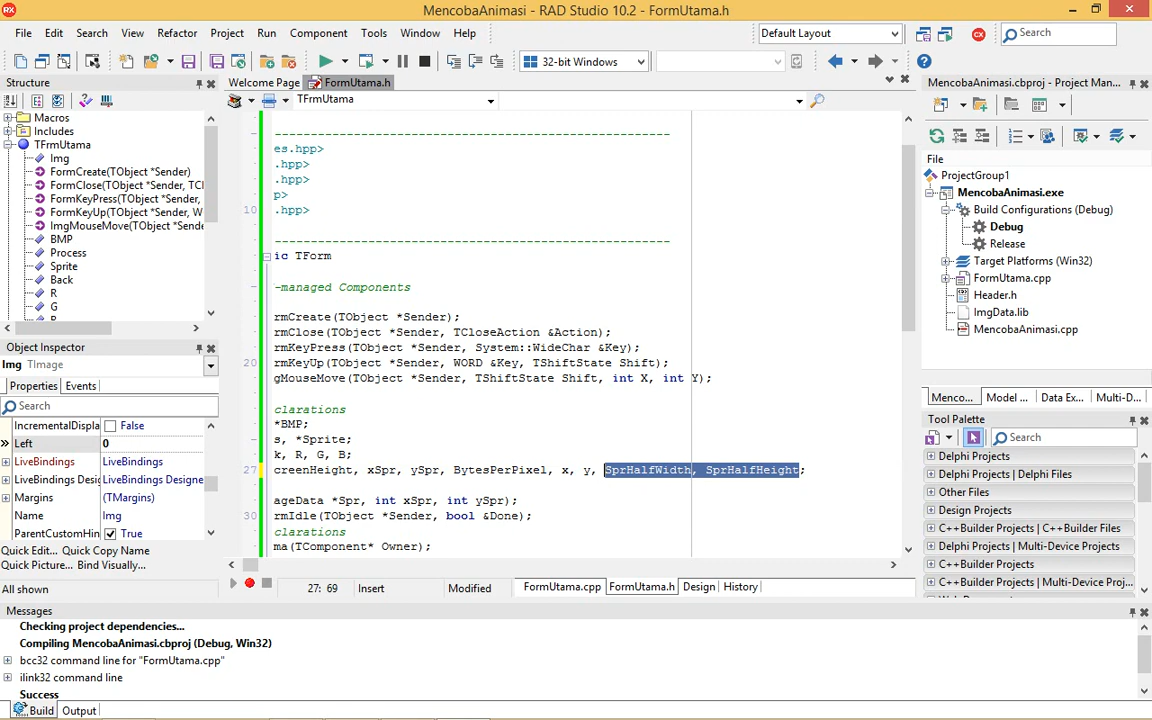 MencobaAnimasi - RAD Studio 10.2 - FormUtama.h
File Edit Search View Refactor Project Run Component Tools Window Help
Default Layout
Search
32-bit Windows
Structure
Macros
Includes
TFrmUtama
Img
FormCreate(TObject *Sender)
FormClose(TObject *Sender, TCl
FormKeyPress(TObject *Sender,
FormKeyUp(TObject *Sender, W
ImgMouseMove(TObject *Sende
BMP
Process
Sprite
Back
R
G
Object Inspector
Img TImage
Properties Events
Search
IncrementalDispla False
Left 0
LiveBindings LiveBindings
LiveBindings Desi LiveBindings Designe
Margins (TMargins)
Name Img
ParentCustomHin True
Quick Edit... Quick Copy Name
Quick Picture... Bind Visually...
All shown
Welcome Page FormUtama.h
TFrmUtama
--------------------------------------------------------
es.hpp>
.hpp>
.hpp>
p>
10 .hpp>
--------------------------------------------------------
ic TForm
-managed Components
rmCreate(TObject *Sender);
rmClose(TObject *Sender, TCloseAction &Action);
rmKeyPress(TObject *Sender, System::WideChar &Key);
20 rmKeyUp(TObject *Sender, WORD &Key, TShiftState Shift);
gMouseMove(TObject *Sender, TShiftState Shift, int X, int Y);
clarations
*BMP;
s, *Sprite;
k, R, G, B;
27 creenHeight, xSpr, ySpr, BytesPerPixel, x, y, SprHalfWidth, SprHalfHeight;
ageData *Spr, int xSpr, int ySpr);
30 rmIdle(TObject *Sender, bool &Done);
clarations
ma(TComponent* Owner);
27: 69 Insert Modified FormUtama.cpp FormUtama.h Design History
MencobaAnimasi.cbproj - Project Man...
File
ProjectGroup1
MencobaAnimasi.exe
Build Configurations (Debug)
Debug
Release
Target Platforms (Win32)
FormUtama.cpp
Header.h
ImgData.lib
MencobaAnimasi.cpp
Menco... Model ... Data Ex... Multi-D...
Tool Palette
Search
Delphi Projects
Delphi Projects | Delphi Files
Other Files
Design Projects
C++Builder Projects | C++Builder Files
Delphi Projects | Multi-Device Projects
C++Builder Projects
C++Builder Projects | Multi-Device Proj...
Messages
Checking project dependencies...
Compiling MencobaAnimasi.cbproj (Debug, Win32)
bcc32 command line for "FormUtama.cpp"
ilink32 command line
Success
Build Output